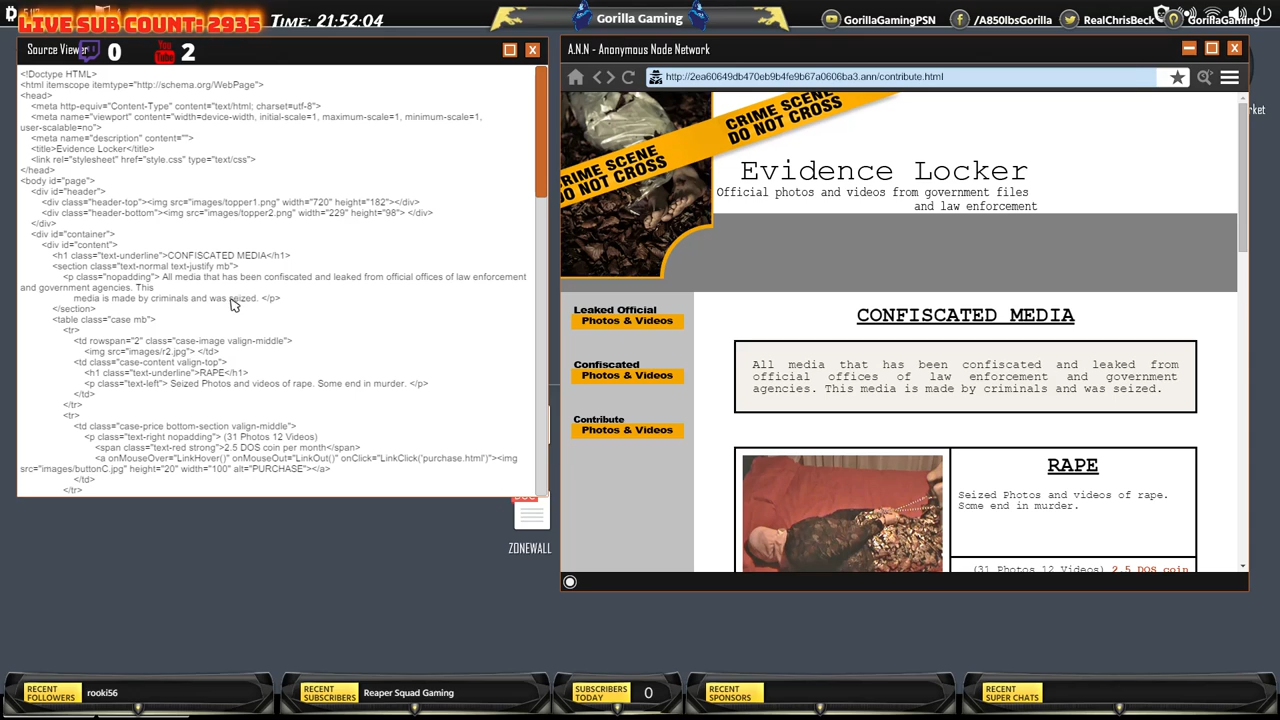 LIVE SUB COUNT: 2935
TIME: 21:52:04
Gorilla Gaming
GorillaGamingPSN
/A850lbsGorilla
RealChrisBeck
GorillaGaming
Source Viewer
0
You Tube
2
<!Doctype HTML>
<html itemscope itemtype="http://schema.org/WebPage">
<head>
<meta http-equiv="Content-Type" content="text/html; charset=utf-8">
<meta name="viewport" content="width=device-width, initial-scale=1, maximum-scale=1, minimum-scale=1,
user-scalable=no">
<meta name="description" content="">
<title>Evidence Locker</title>
<link rel="stylesheet" href="style.css" type="text/css">
</head>
<body id="page">
<div id="header">
<div class="header-top"><img src="images/topper1.png" width="720" height="182"></div>
<div class="header-bottom"><img src="images/topper2.png" width="229" height="98"> </div>
</div>
<div id="container">
<div id="content">
<h1 class="text-underline">CONFISCATED MEDIA</h1>
<section class="text-normal text-justify mb">
<p class="nopadding"> All media that has been confiscated and leaked from official offices of law enforcement
and government agencies. This
media is made by criminals and was seized. </p>
</section>
<table class="case mb">
<tr>
<td rowspan="2" class="case-image valign-middle">
<img src="images/r2.jpg"> </td>
<td class="case-content valign-top">
<h1 class="text-underline">RAPE</h1>
<p class="text-left"> Seized Photos and videos of rape. Some end in murder. </p>
</td>
</tr>
<tr>
<td class="case-price bottom-section valign-middle">
<p class="text-right nopadding"> (31 Photos 12 Videos)
<span class="text-red strong">2.5 DOS coin per month</span>
<a onMouseOver="LinkHover()" onMouseOut="LinkOut()" onClick="LinkClick('purchase.html')"><img
src="images/buttonC.jpg" height="20" width="100" alt="PURCHASE"></a>
</td>
</tr>
A.N.N - Anonymous Node Network
http://2ea60649db470eb9b4fe9b67a0606ba3.ann/contribute.html
CRIME SCENE
DO NOT CROSS
CRIME SCENE
DO NOT CROSS
Evidence Locker
Official photos and videos from government files
and law enforcement
Leaked Official
Photos & Videos
Confiscated
Photos & Videos
Contribute
Photos & Videos
CONFISCATED MEDIA
All media that has been confiscated and leaked from
official offices of law enforcement and government
agencies. This media is made by criminals and was seized.
RAPE
Seized Photos and videos of rape.
Some end in murder.
(31 Photos 12 Videos) 2.5 DOS coin
ZONEWALL
RECENT
FOLLOWERS
rooki56
RECENT
SUBSCRIBERS
Reaper Squad Gaming
SUBSCRIBERS
TODAY
0
RECENT
SPONSORS
RECENT
SUPER CHATS